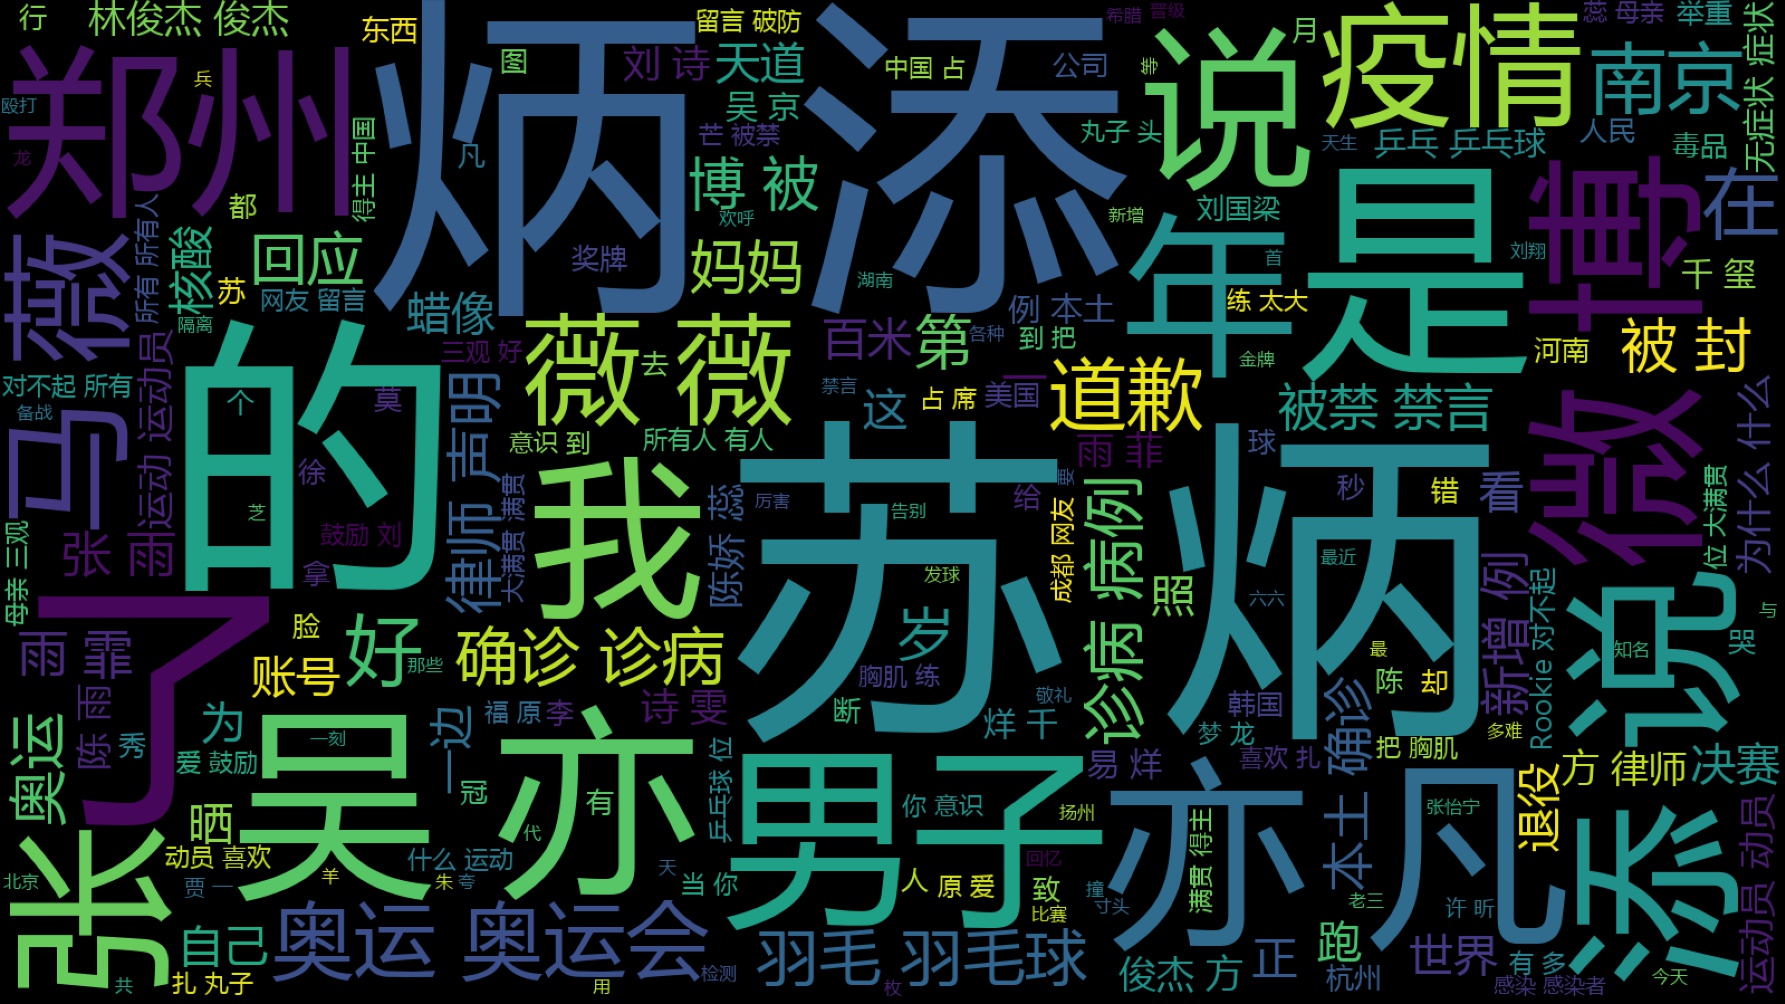 行
林俊杰 俊杰
东西
炳 添
留言 破防
图
刘 诗
天道
中国 占
公司
等
月
疫情
蕊 母亲
举重
无症状 症状
郑州
兵
殴打
龙
得主 中国
凡
吴 京
芒 被禁
博 被
欢呼
丸子 头
说
天生
乒乓 乒乓球
人民
南京
毒品
希腊 晋级
都
所有 所有人
核酸
回应
苏
网友 留言
隔离
薇
蜡像
奖牌
妈妈
湖南
新增
刘国梁
年
首
练 太大
是
刘翔
博
在
千 玺
例 本土
到 把
各种
百米
第
一
三观 好
去
薇 薇
禁言
这
占 席
美国
道歉
金牌
被禁 禁言
河南
被 封
对不起 所有
备战
运动 运动员
马
的
个
莫
律师 声明
意识 到
所有人 有人
雨 菲
球
微
为什么 什么
徐
芝
鼓励 刘
拿
大满贯 满贯
我
陈娇 恣
厉害
要
苏 炳
告别
给
成都 网友
诊病 病例
秒
错
看
位 大满贯
张 雨
母亲 三观
了
雨 霏
脸
账号
好
那些
确诊 诊病
发球
岁
胸肌 练
敬礼
照
最近
六六
最
新增 例
Rookie 对不起
说
知名
哭
与
陈 雨
秀
为
爱 鼓励
吴 亦
一刻
一边
福 原
李
冠
诗 雯
断
烊 千
韩国
梦 龙
陈
却
确诊 本土
多难
把 胸肌
喜欢 扎
易 烊
方 律师
决赛
奥运
晒
有
代
乒乓球 位
男子
你 意识
扬州
满贯 得主
亦 凡
张怡宁
退役
添
运动员 动员
张
动员 喜欢
什么 运动
北京
贾 一
羊
朱
夸
天
当 你
人
原 爱
回忆
致
比赛
撞
寸头
老三
许 昕
自己
扎 丸子
共
奥运 奥运会
检测
用
羽毛 羽毛球
枚
俊杰 方
正
跑
杭州
世界
有 多
感染 感染者
今天